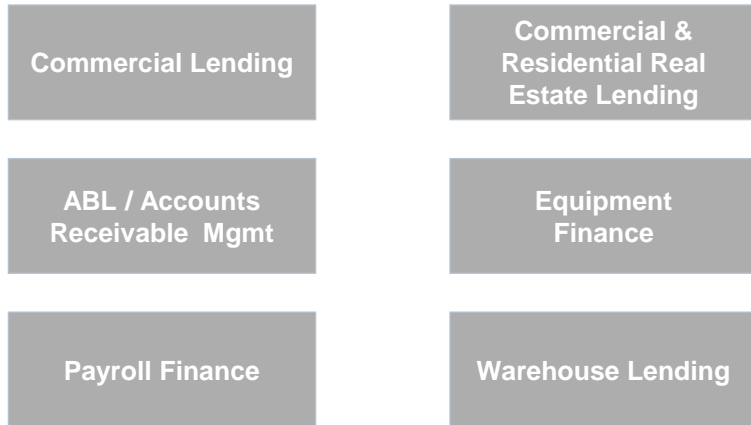 Commercial Lending
Commercial &
Residential Real
Estate Lending
ABL / Accounts
Receivable Mgmt
Equipment
Finance
Payroll Finance
Warehouse Lending